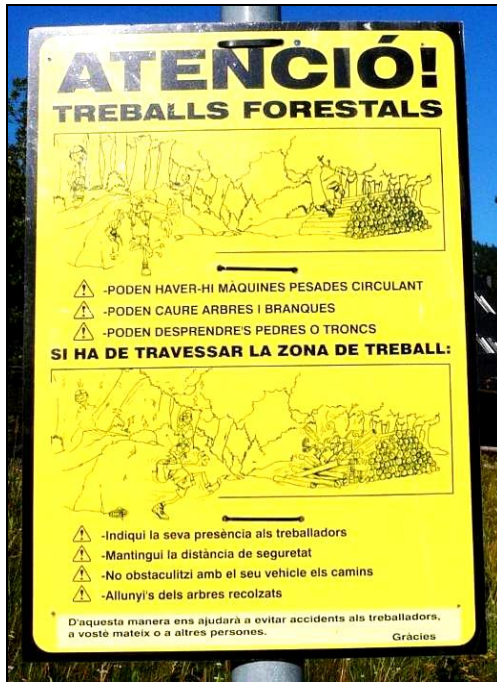 ATENCIÓ!
TREBALLS FORESTALS
-PODEN HAVER-HI MÀQUINES PESADES CIRCULANT
-PODEN CAURE ARBRES I BRANQUES
-PODEN DESPRENDRE'S PEDRES O TRONCS
SI HA DE TRAVESSAR LA ZONA DE TREBALL:
-Indiqui la seva presència als treballadors
-Mantingui la distància de seguretat
-No obstaculitzi amb el seu vehicle els camins
-Allunyi's dels arbres recolzats
D'aquesta manera ens ajudarà a evitar accidents als treballadors,
a vostè mateix o a altres persones.
Gràcies